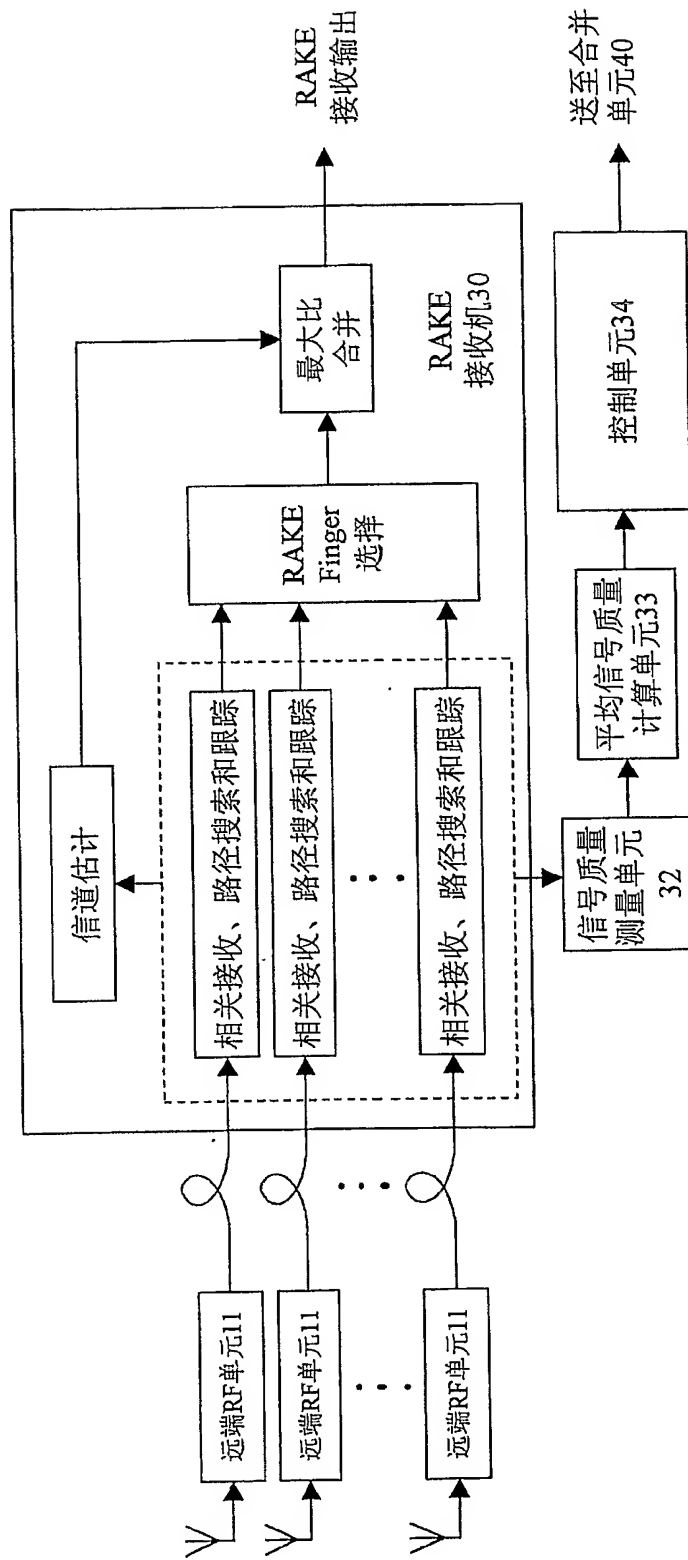 远端RF单元11
远端RF单元11
远端RF单元11
信道估计
相关接收、路径搜索和跟踪
相关接收、路径搜索和跟踪
相关接收、路径搜索和跟踪
RAKE
Finger
选择
最大比
合并
RAKE
接收机30
RAKE
接收输出
信号质量
测量单元
32
平均信号质量
计算单元33
控制单元34
送至合并
单元40